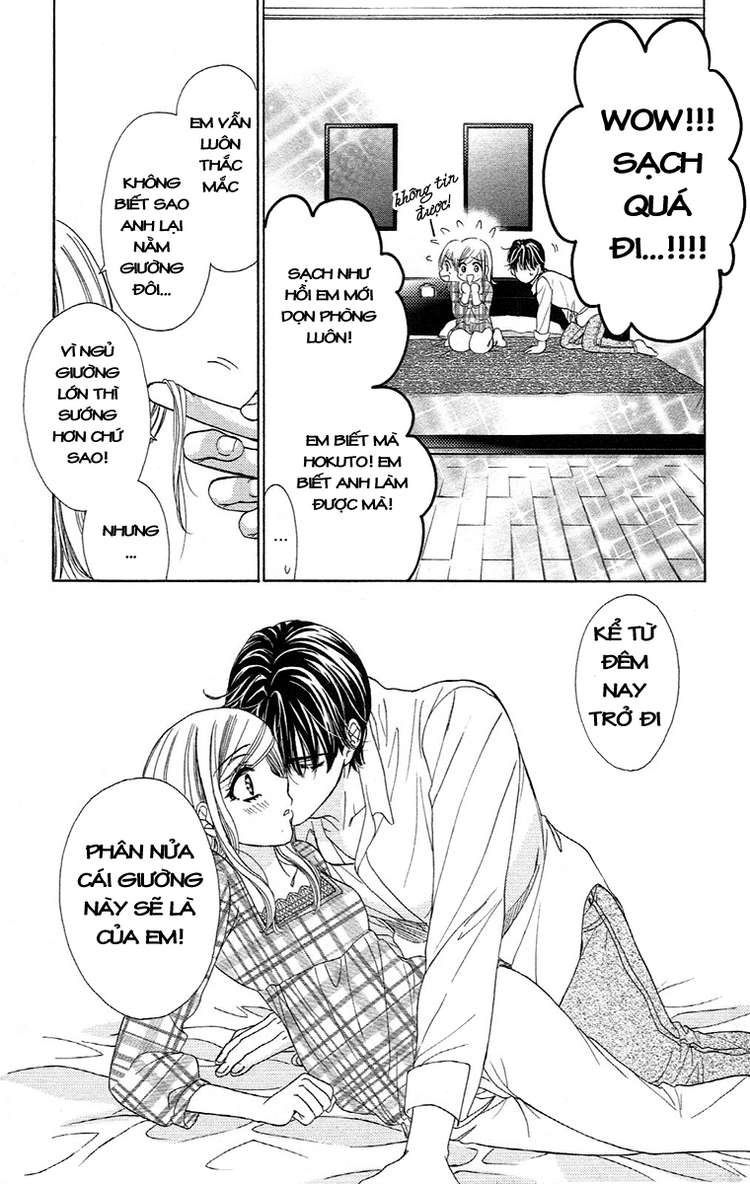 WOW!!!
SẠCH
QUÁ
ĐI...!!!!
không tin
được!
SẠCH NHƯ
HỒI EM MỚI
DỌN PHÒNG
LUÔN!
EM BIẾT MÀ
HOKUTO! EM
BIẾT ANH LÀM
ĐƯỢC MÀ!
...
EM VẪN
LUÔN
THẮC
MẮC
KHÔNG
BIẾT SAO
ANH LẠI
NẰM
GIƯỜNG
ĐÔI...
VÌ NGỦ
GIƯỜNG
LỚN THÌ
SƯỚNG
HƠN CHỨ
SAO!
NHƯNG
...
KỂ TỪ
ĐÊM
NAY
TRỞ ĐI
PHÂN NỬA
CÁI GIƯỜNG
NÀY SẼ LÀ
CỦA EM!